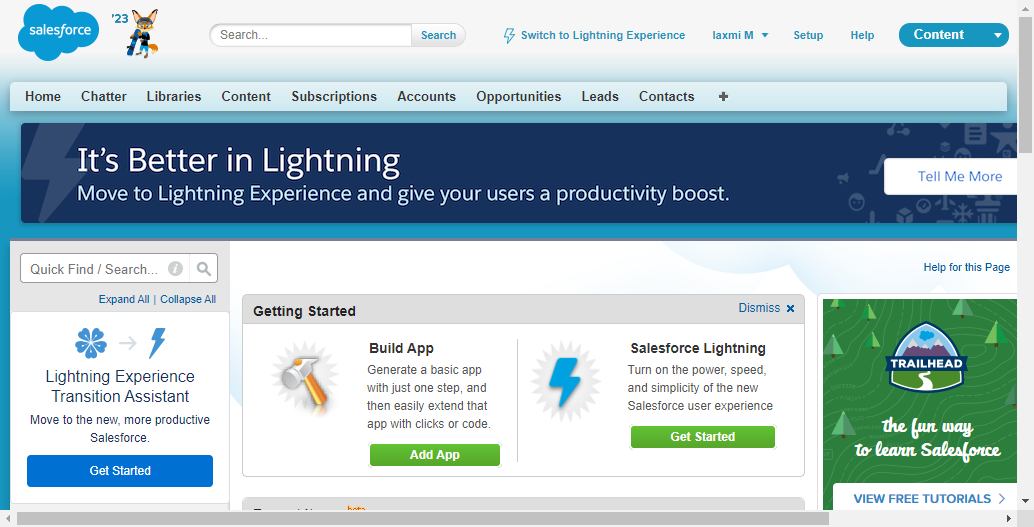 salesforce
'23
Search...
Search
Switch to Lightning Experience
laxmi M
Setup
Help
Content
Home
Chatter
Libraries
Content
Subscriptions
Accounts
Opportunities
Leads
Contacts
+
It's Better in Lightning
Move to Lightning Experience and give your users a productivity boost.
Tell Me More
Quick Find / Search...
Expand All | Collapse All
Lightning Experience
Transition Assistant
Move to the new, more productive
Salesforce.
Get Started
Help for this Page
Getting Started
Dismiss
Build App
Generate a basic app
with just one step, and
then easily extend that
app with clicks or code.
Add App
Salesforce Lightning
Turn on the power, speed,
and simplicity of the new
Salesforce user experience
Get Started
TRAILHEAD
the fun way
to learn Salesforce
VIEW FREE TUTORIALS
beta